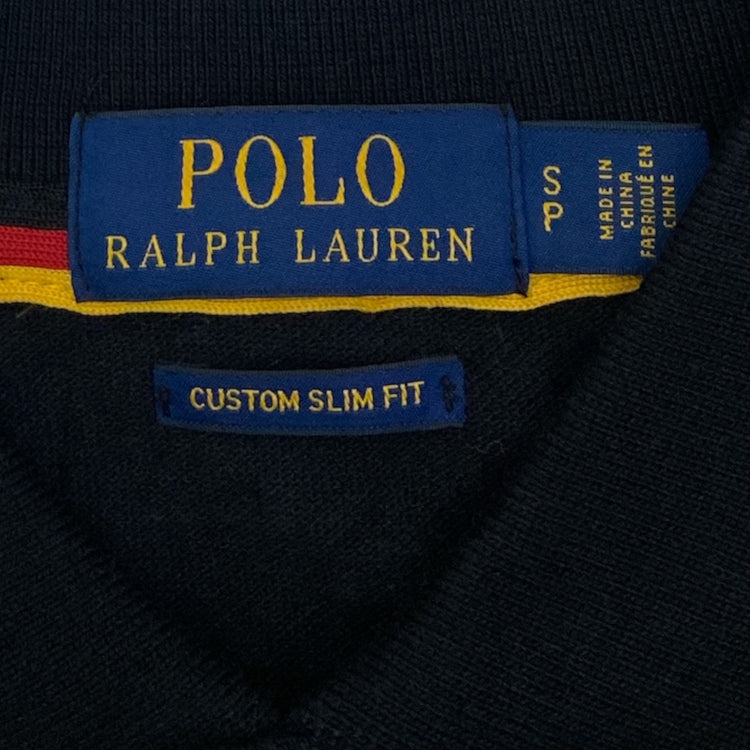 POLO
RALPH LAUREN
S
P
MADE IN
CHINA
FABRIQUÉ EN
CHINE
CUSTOM SLIM FIT